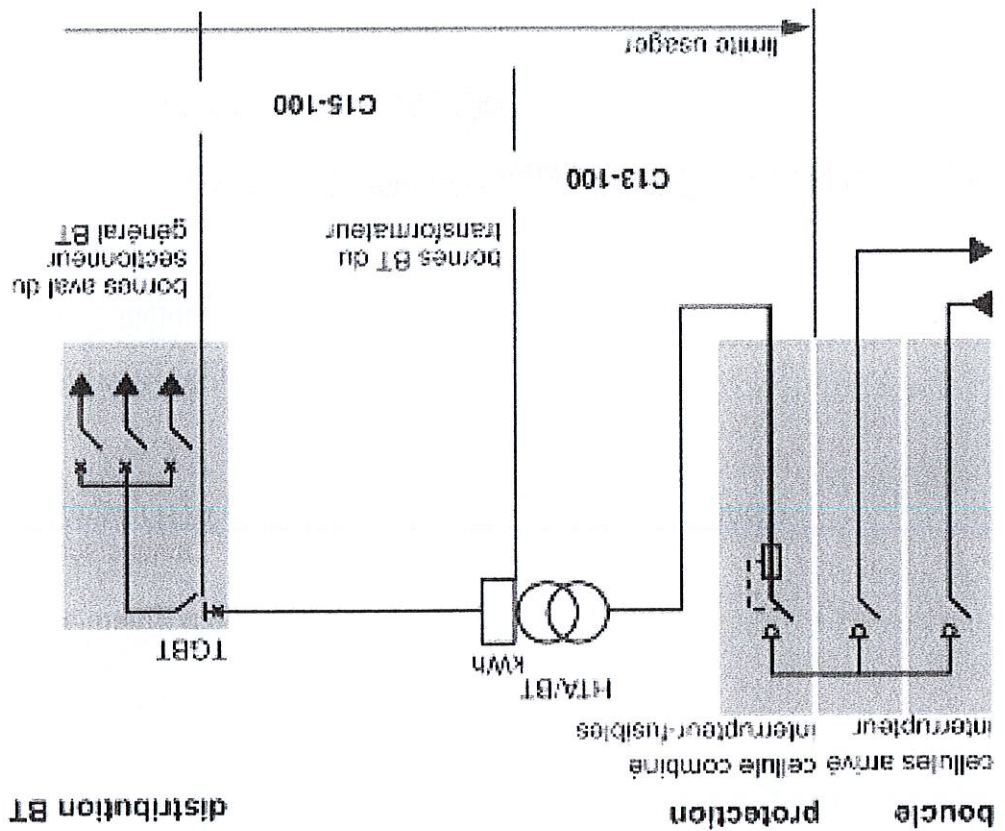 boucle
protection
distribution BT
cellules arrivé
interrupteur
cellule combiné
interrupteur-fusibles
HTA/BT
kWh
TGBT
bornes BT du
transformateur
bornes aval du
sectionneur
général BT
C13-100
C15-100
limite usager